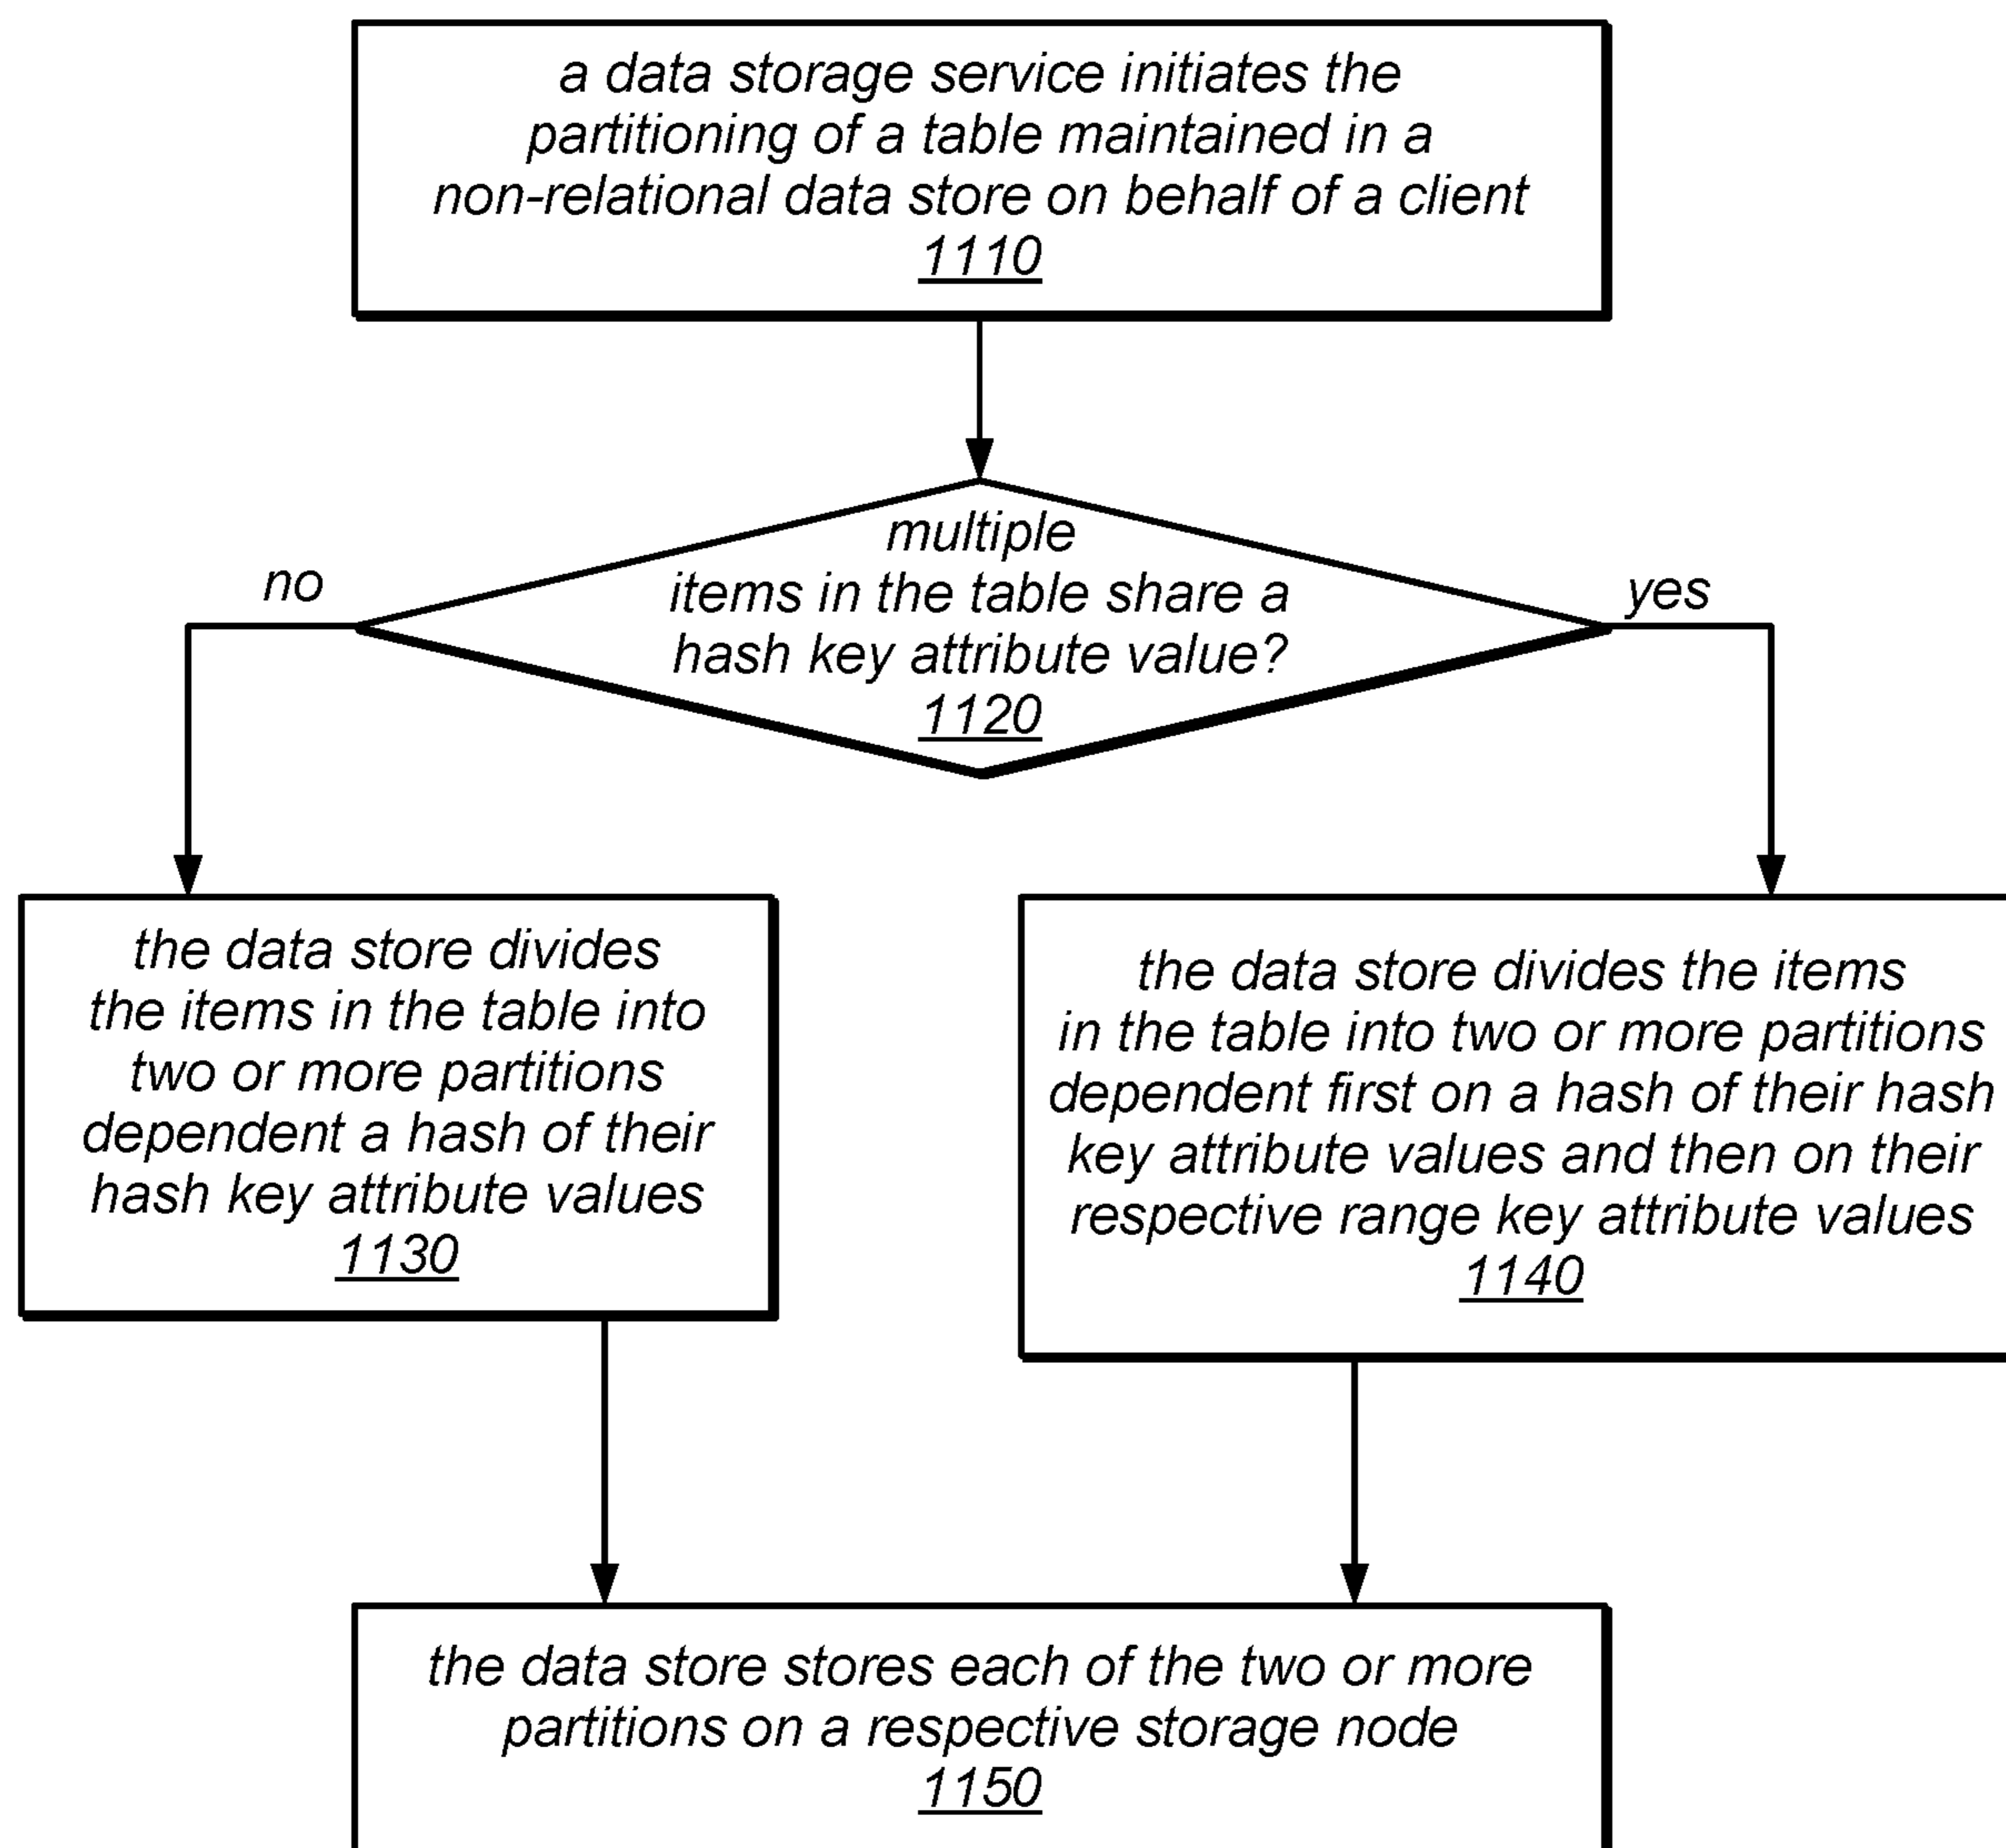 a data storage service initiates the
partitioning of a table maintained in a
non-relational data store on behalf of a client
1110
multiple
items in the table share a
hash key attribute value?
1120
no
yes
the data store divides
the items in the table into
two or more partitions
dependent a hash of their
hash key attribute values
1130
the data store divides the items
in the table into two or more partitions
dependent first on a hash of their hash
key attribute values and then on their
respective range key attribute values
1140
the data store stores each of the two or more
partitions on a respective storage node
1150